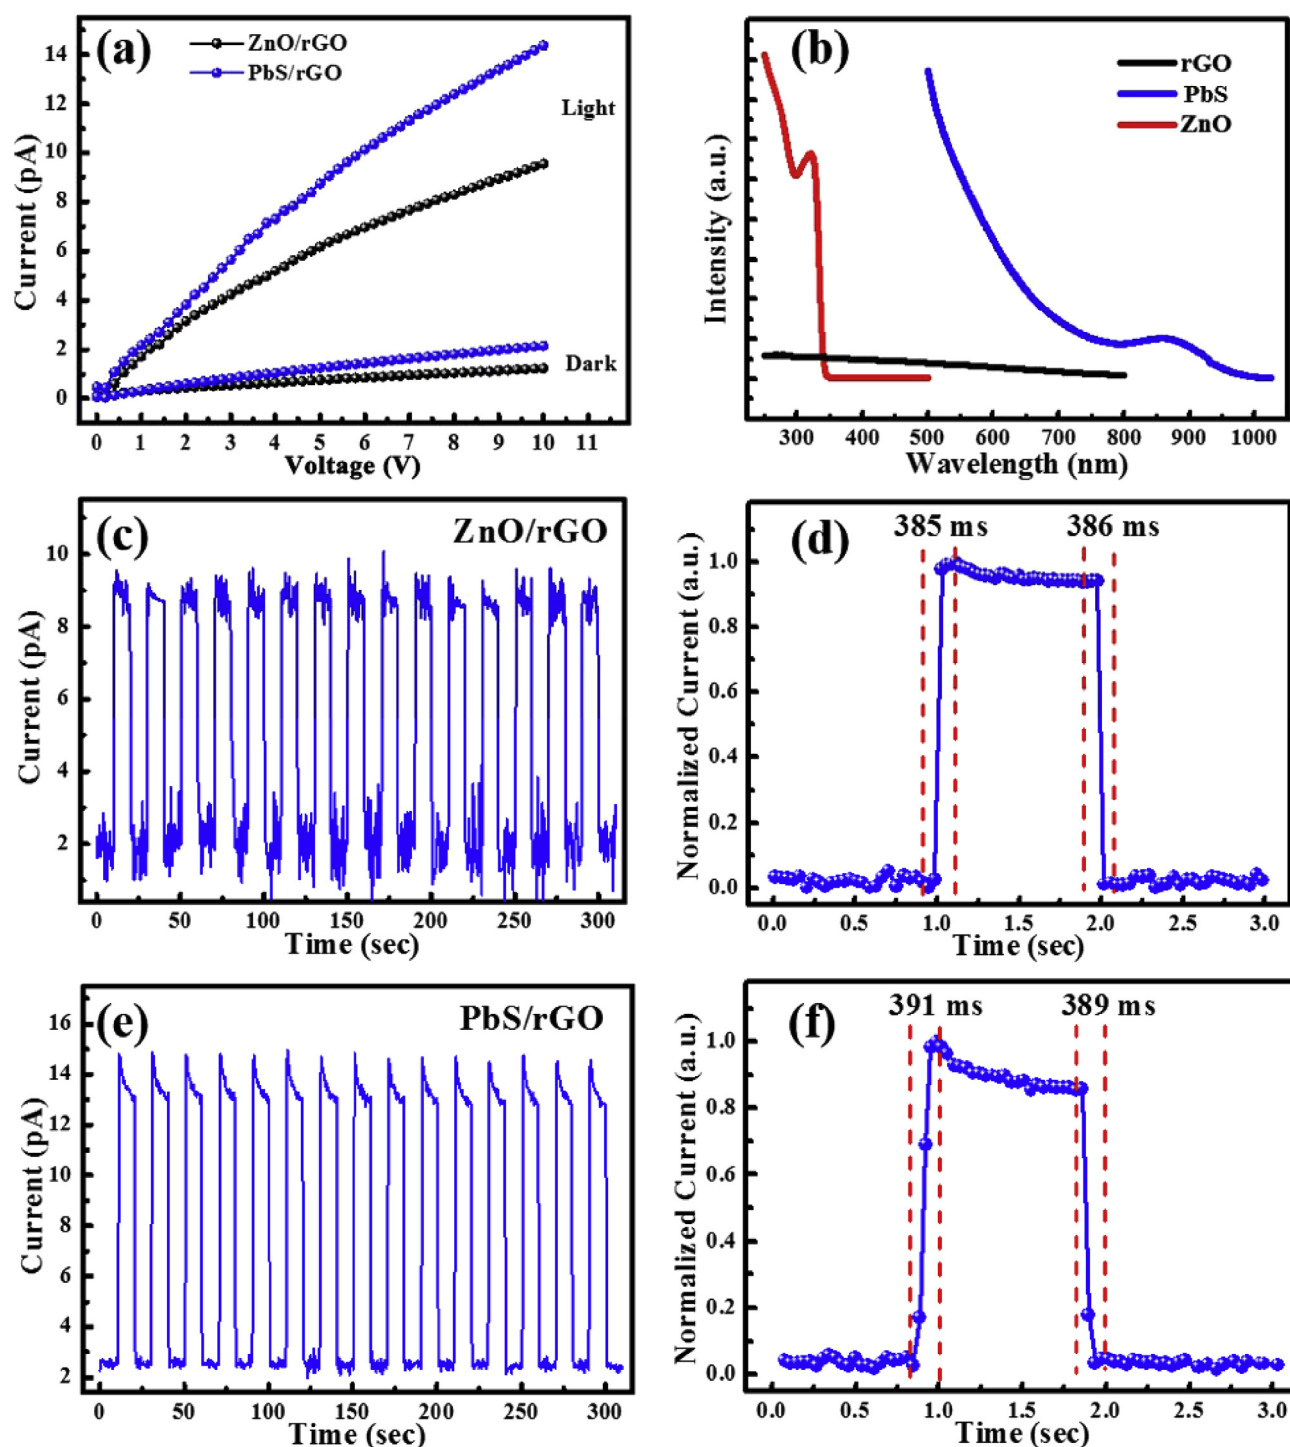 (a)
ZnO/rGO
PbS/rGO
Light
Dark
Current (pA)
14
12
10
8
6
4
2
0
0 1 2 3 4 5 6 7 8 9 10 11
Voltage (V)
(b)
rGO
PbS
ZnO
Intensity (a.u.)
300 400 500 600 700 800 900 1000
Wavelength (nm)
(c)
ZnO/rGO
Current (pA)
10
8
6
4
2
0 50 100 150 200 250 300
Time (sec)
385 ms 386 ms
(d)
Normalized Current (a.u.)
1.0
0.8
0.6
0.4
0.2
0.0
0.0 0.5 1.0 1.5 2.0 2.5 3.0
Time (sec)
(e)
PbS/rGO
Current (pA)
16
14
12
10
8
6
4
2
0 50 100 150 200 250 300
Time (sec)
391 ms 389 ms
(f)
Normalized Current (a.u.)
1.0
0.8
0.6
0.4
0.2
0.0
0.0 0.5 1.0 1.5 2.0 2.5 3.0
Time (sec)